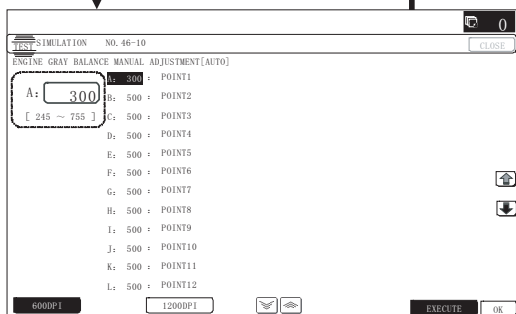 0
TEST SIMULATION NO. 46-10
CLOSE
ENGINE GRAY BALANCE MANUAL ADJUSTMENT[AUTO]
A: 300
[ 245 ~ 755 ]
A: 300 : POINT1
B: 500 : POINT2
C: 500 : POINT3
D: 500 : POINT4
E: 500 : POINT5
F: 500 : POINT6
G: 500 : POINT7
H: 500 : POINT8
I: 500 : POINT9
J: 500 : POINT10
K: 500 : POINT11
L: 500 : POINT12
600DPI 1200DPI EXECUTE OK